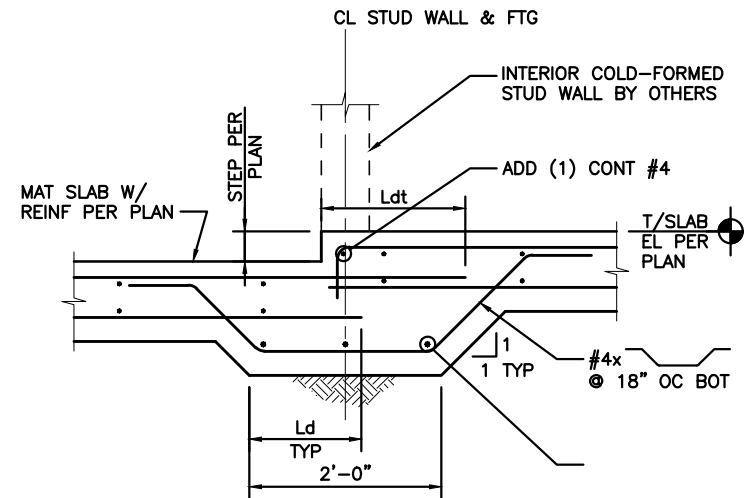 CL STUD WALL & FTG
INTERIOR COLD-FORMED
STUD WALL BY OTHERS
STEP PER
PLAN
ADD (1) CONT #4
MAT SLAB W/
REINF PER PLAN
Ldt
T/SLAB
EL PER
PLAN
1
1 TYP
#4x
@ 18" OC BOT
Ld
TYP
2'-0"